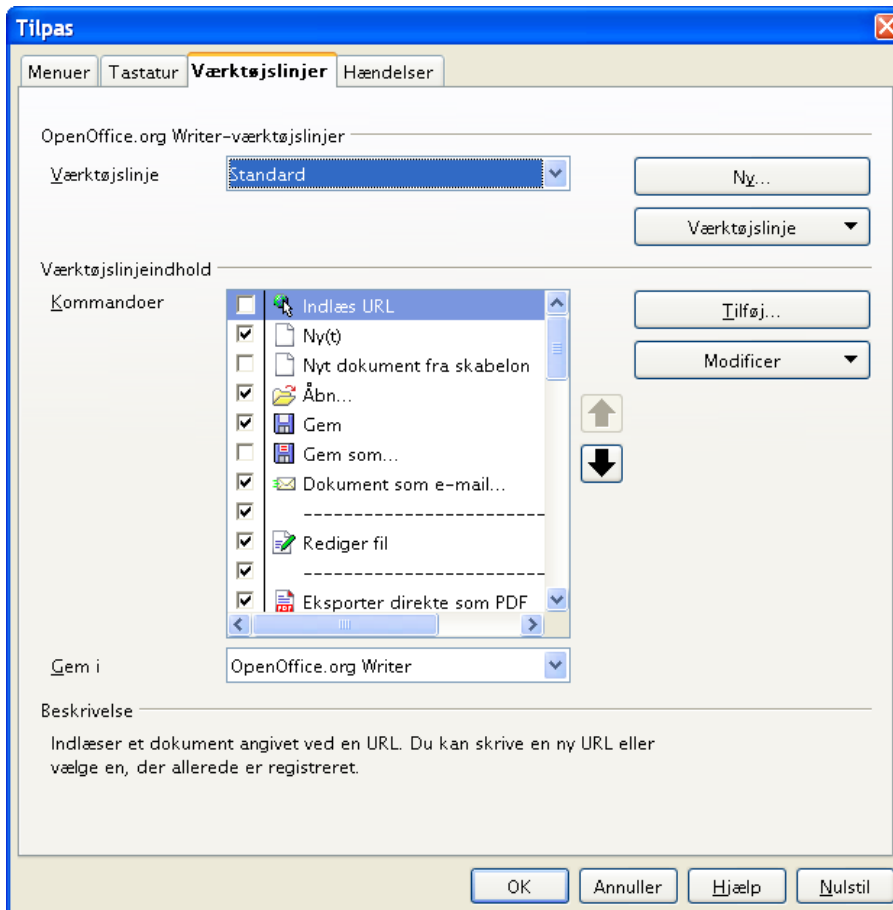 Tilpas
Menuer Tastatur Værktøjslinjer Hændelser
OpenOffice.org Writer-værktøjslinjer
Værktøjslinje Standard Ny...
Værktøjslinje
Værktøjslinjeindhold
Kommandoer Indlæs URL Tilføj...
Ny(t)
Nyt dokument fra skabelon Modificer
Åbn...
Gem
Gem som...
Dokument som e-mail...
------------------------
Rediger fil
------------------------
Eksporter direkte som PDF
Gem i OpenOffice.org Writer
Beskrivelse
Indlæser et dokument angivet ved en URL. Du kan skrive en ny URL eller
vælge en, der allerede er registreret.
OK Annuller Hjælp Nulstil